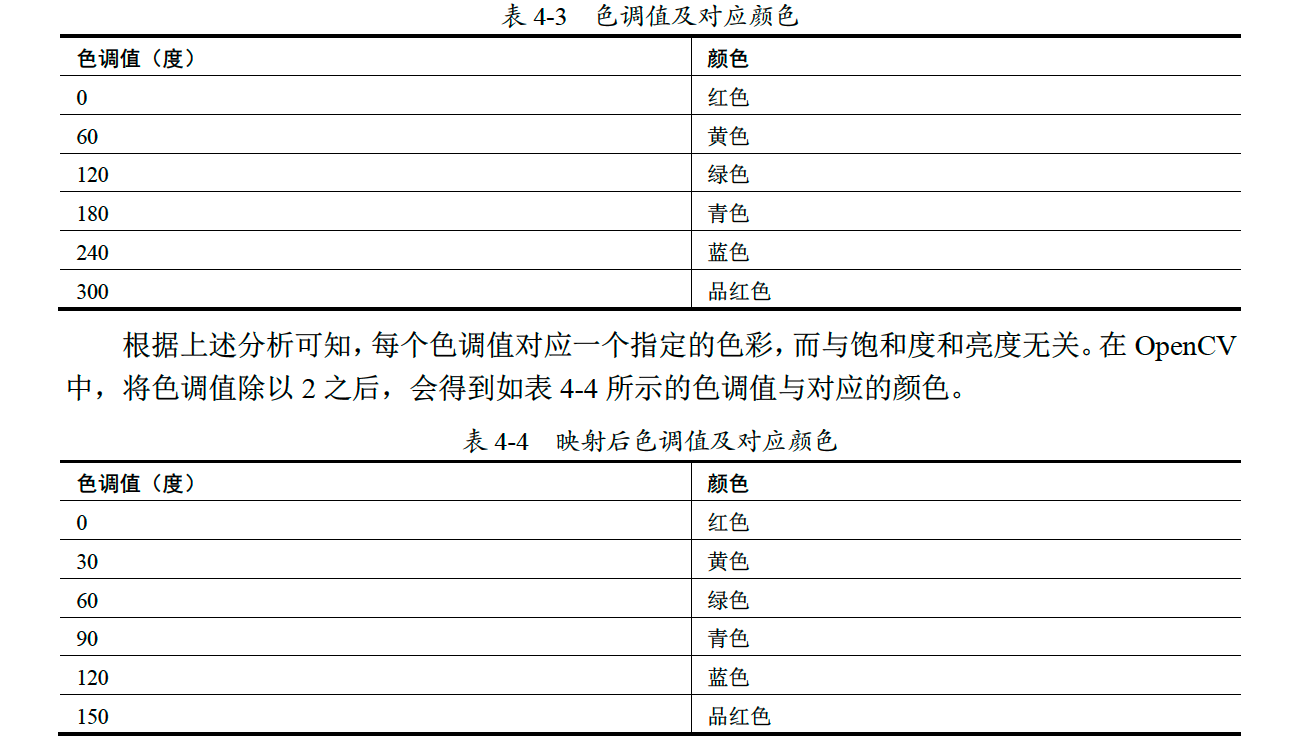 表 4-3 色调值及对应颜色
色调值（度） 颜色
0 红色
60 黄色
120 绿色
180 青色
240 蓝色
300 品红色
根据上述分析可知，每个色调值对应一个指定的色彩，而与饱和度和亮度无关。在 OpenCV
中，将色调值除以 2 之后，会得到如表 4-4 所示的色调值与对应的颜色。
表 4-4 映射后色调值及对应颜色
色调值（度） 颜色
0 红色
30 黄色
60 绿色
90 青色
120 蓝色
150 品红色